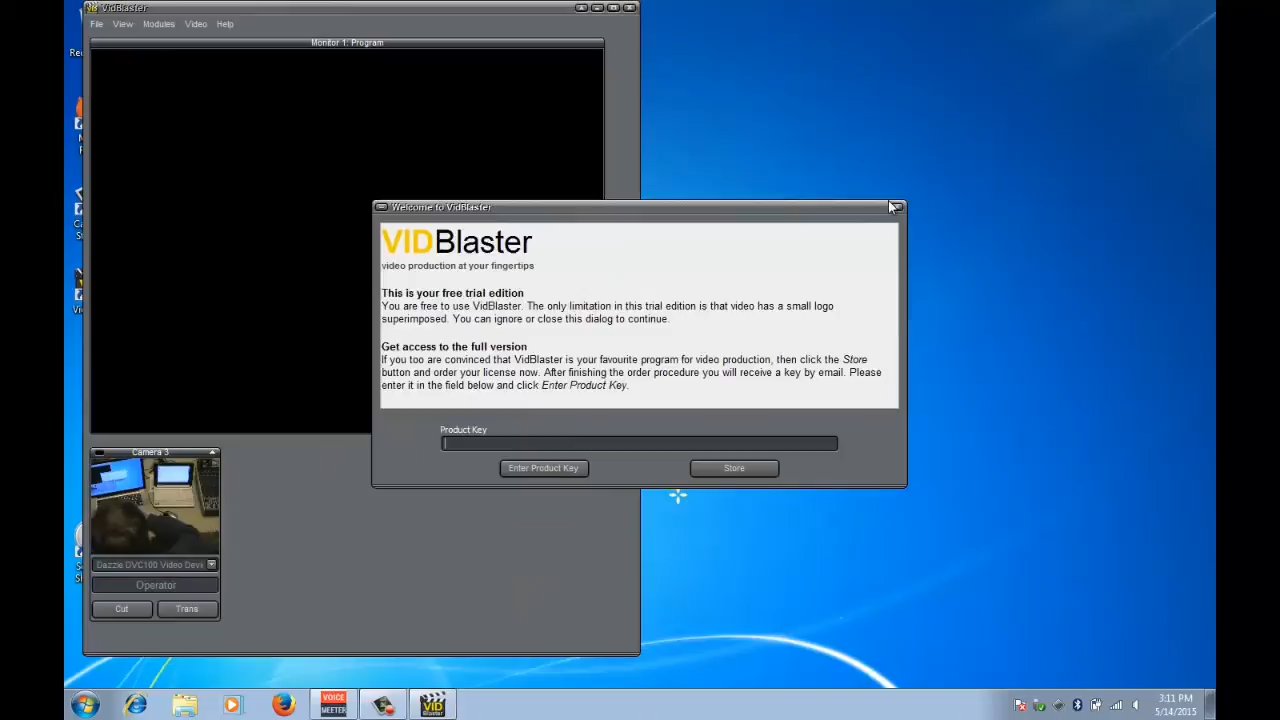 VidBlaster
File View Modules Video Help
Monitor 1: Program
Welcome to VidBlaster
VIDBlaster
video production at your fingertips
This is your free trial edition
You are free to use VidBlaster. The only limitation in this trial edition is that video has a small logo
superimposed. You can ignore or close this dialog to continue.
Get access to the full version
If you too are convinced that VidBlaster is your favourite program for video production, then click the Store
button and order your license now. After finishing the order procedure you will receive a key by email. Please
enter it in the field below and click Enter Product Key.
Product Key
Enter Product Key Store
Camera 3
Dazzle DVC100 Video Devi
Operator
Cut Trans
VOICE
MEETER
VID
Blaster
3:11 PM
5/14/2015